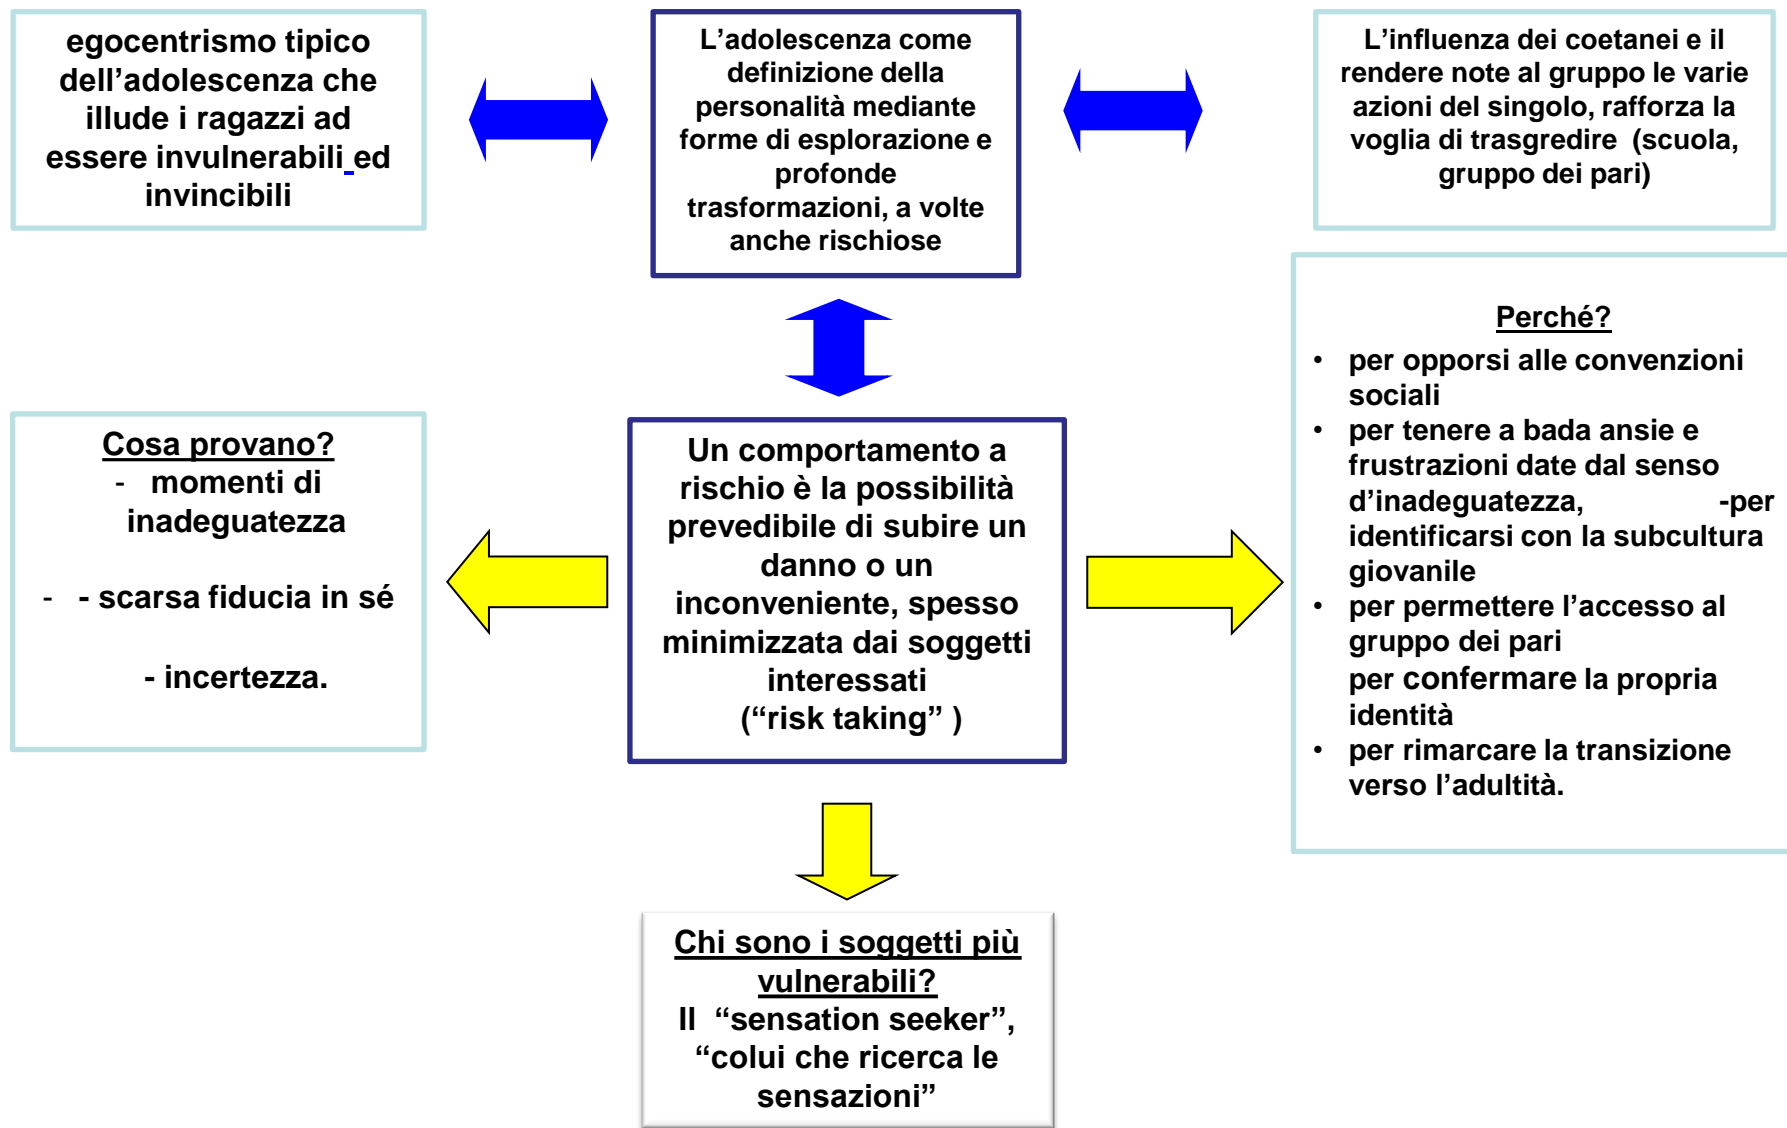 egocentrismo tipico
dell’adolescenza che
illude i ragazzi ad
essere invulnerabili ed
invincibili
L’adolescenza come
definizione della
personalità mediante
forme di esplorazione e
profonde
trasformazioni, a volte
anche rischiose
L’influenza dei coetanei e il
rendere note al gruppo le varie
azioni del singolo, rafforza la
voglia di trasgredire (scuola,
gruppo dei pari)
Cosa provano?
- momenti di
inadeguatezza
- - scarsa fiducia in sé
- incertezza.
Un comportamento a
rischio è la possibilità
prevedibile di subire un
danno o un
inconveniente, spesso
minimizzata dai soggetti
interessati
(“risk taking” )
Perché?
• per opporsi alle convenzioni
sociali
• per tenere a bada ansie e
frustrazioni date dal senso
d’inadeguatezza, -per
identificarsi con la subcultura
giovanile
• per permettere l’accesso al
gruppo dei pari
per confermare la propria
identità
• per rimarcare la transizione
verso l’adultità.
Chi sono i soggetti più
vulnerabili?
Il “sensation seeker”,
“colui che ricerca le
sensazioni”